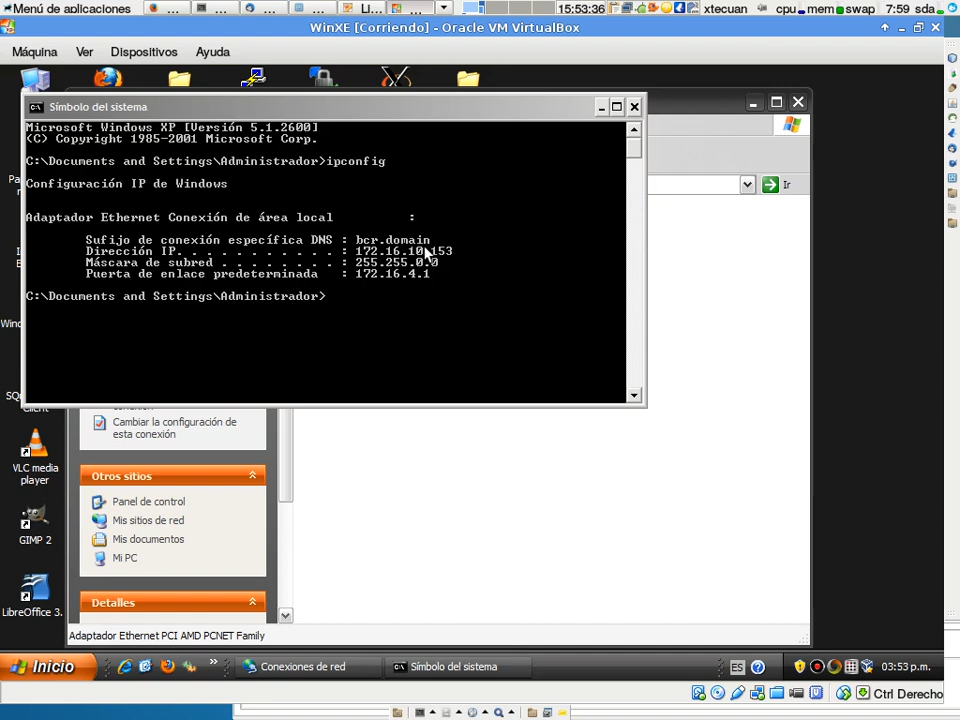 Menú de aplicaciones ... ... ... ... Li... ... 15:53:36 xtecuan cpu mem swap 7:59 sda
WinXE [Corriendo] - Oracle VM VirtualBox
Máquina Ver Dispositivos Ayuda
Símbolo del sistema
Microsoft Windows XP [Versión 5.1.2600]
(C) Copyright 1985-2001 Microsoft Corp.
C:\Documents and Settings\Administrador>ipconfig
Configuración IP de Windows
Adaptador Ethernet Conexión de área local :
Sufijo de conexión específica DNS : bcr.domain
Dirección IP. . . . . . . . . . . : 172.16.10.153
Máscara de subred . . . . . . . . : 255.255.0.0
Puerta de enlace predeterminada : 172.16.4.1
C:\Documents and Settings\Administrador>
Ir
Cambiar la configuración de
esta conexión
Otros sitios
Panel de control
Mis sitios de red
Mis documentos
Mi PC
Detalles
VLC media
player
GIMP 2
LibreOffice 3.
Adaptador Ethernet PCI AMD PCNET Family
Inicio » Conexiones de red Símbolo del sistema ES 03:53 p.m.
Ctrl Derecho